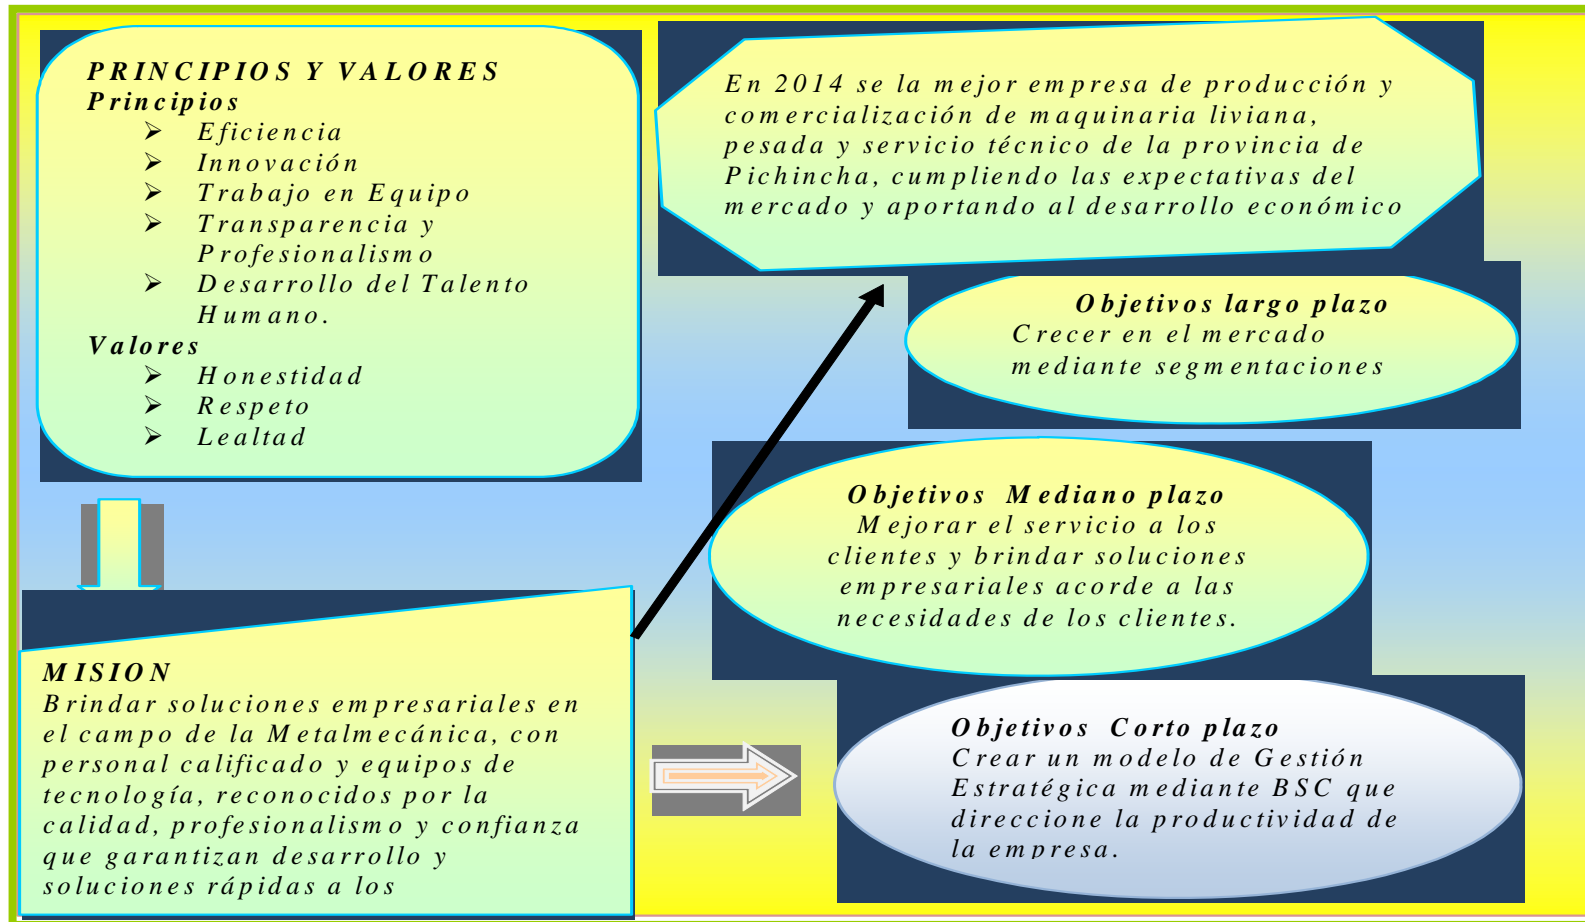 PRINCIPIOS Y VALORES
Principios
➢ Eficiencia
➢ Innovación
➢ Trabajo en Equipo
➢ Transparencia y
Profesionalismo
➢ Desarrollo del Talento
Humano.
Valores
➢ Honestidad
➢ Respeto
➢ Lealtad
En 2014 se la mejor empresa de producción y
comercialización de maquinaria liviana,
pesada y servicio técnico de la provincia de
Pichincha, cumpliendo las expectativas del
mercado y aportando al desarrollo económico
Objetivos largo plazo
Crecer en el mercado
mediante segmentaciones
Objetivos Mediano plazo
Mejorar el servicio a los
clientes y brindar soluciones
empresariales acorde a las
necesidades de los clientes.
MISION
Brindar soluciones empresariales en
el campo de la Metalmecánica, con
personal calificado y equipos de
tecnología, reconocidos por la
calidad, profesionalismo y confianza
que garantizan desarrollo y
soluciones rápidas a los
Objetivos Corto plazo
Crear un modelo de Gestión
Estratégica mediante BSC que
direccione la productividad de
la empresa.